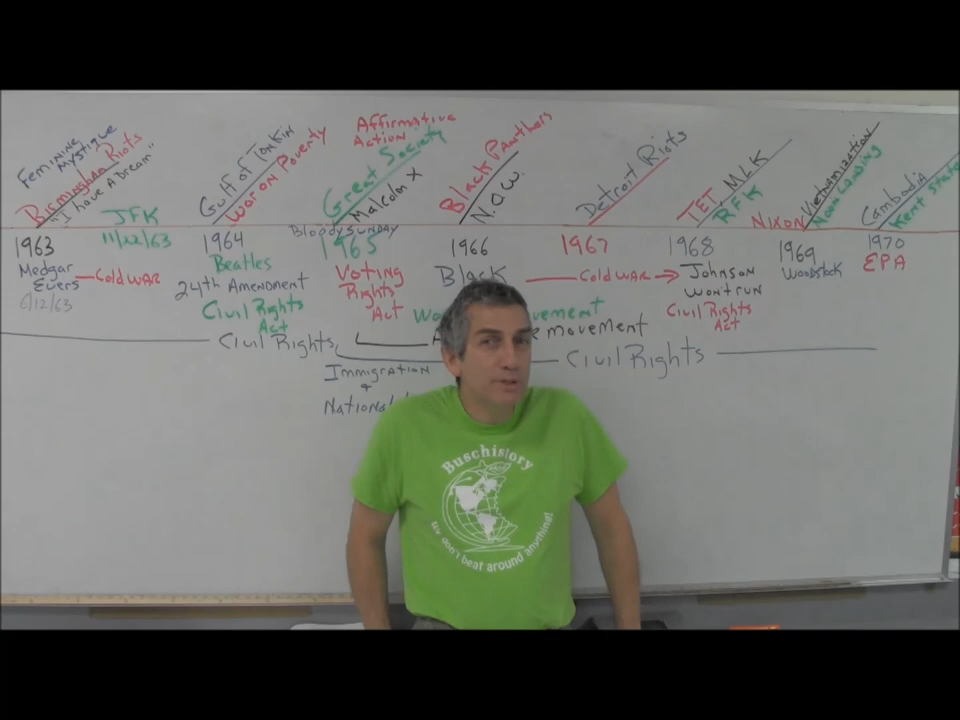 Feminine
Mystique
Birmingham Riots
"I have A Dream"
JFK
11/22/63
1963
Medgar
Evers
6/12/63
Cold WAR
Gulf of Tonkin
War on Poverty
1964
Beatles
24th Amendment
Civil Rights
Act
Affirmative
Action
Great Society
Malcolm X
Bloody Sunday
1965
Voting
Rights
Act
Immigration
&
National
Black Panthers
N.O.W.
1966
Black
Detroit Riots
1967
Cold WAR
TET MLK
RFK
1968
Johnson
Wont run
Civil Rights
Act
NIXON
Vietnamization
Moon Landing
1969
Woodstock
Cambodia
Kent State
1970
EPA
movement
Civil Rights
Civil Rights
Buschistory
We don't beat around anything!